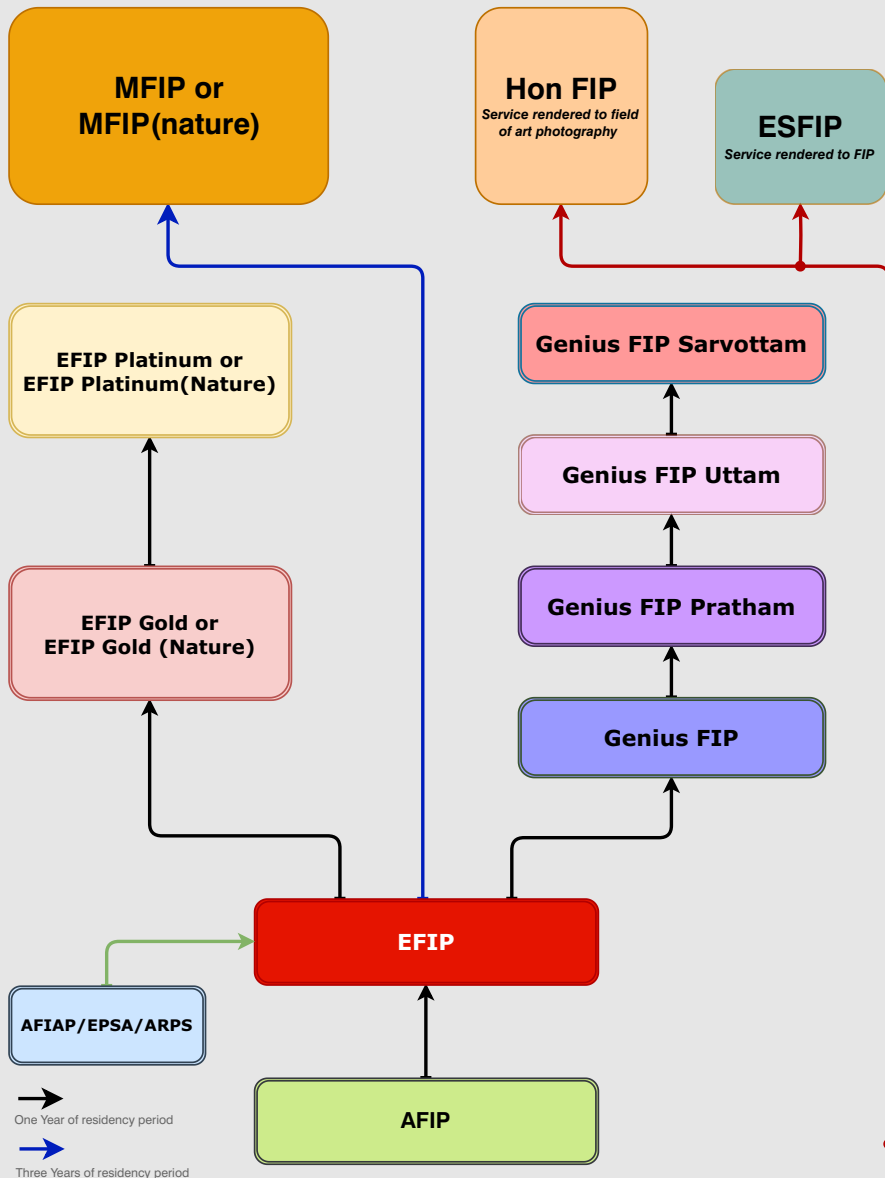 MFIP or
MFIP(nature)
Hon FIP
Service rendered to field
of art photography
ESFIP
Service rendered to FIP
EFIP Platinum or
EFIP Platinum(Nature)
Genius FIP Sarvottam
Genius FIP Uttam
EFIP Gold or
EFIP Gold (Nature)
Genius FIP Pratham
Genius FIP
EFIP
AFIAP/EPSA/ARPS
AFIP
One Year of residency period
Three Years of residency period